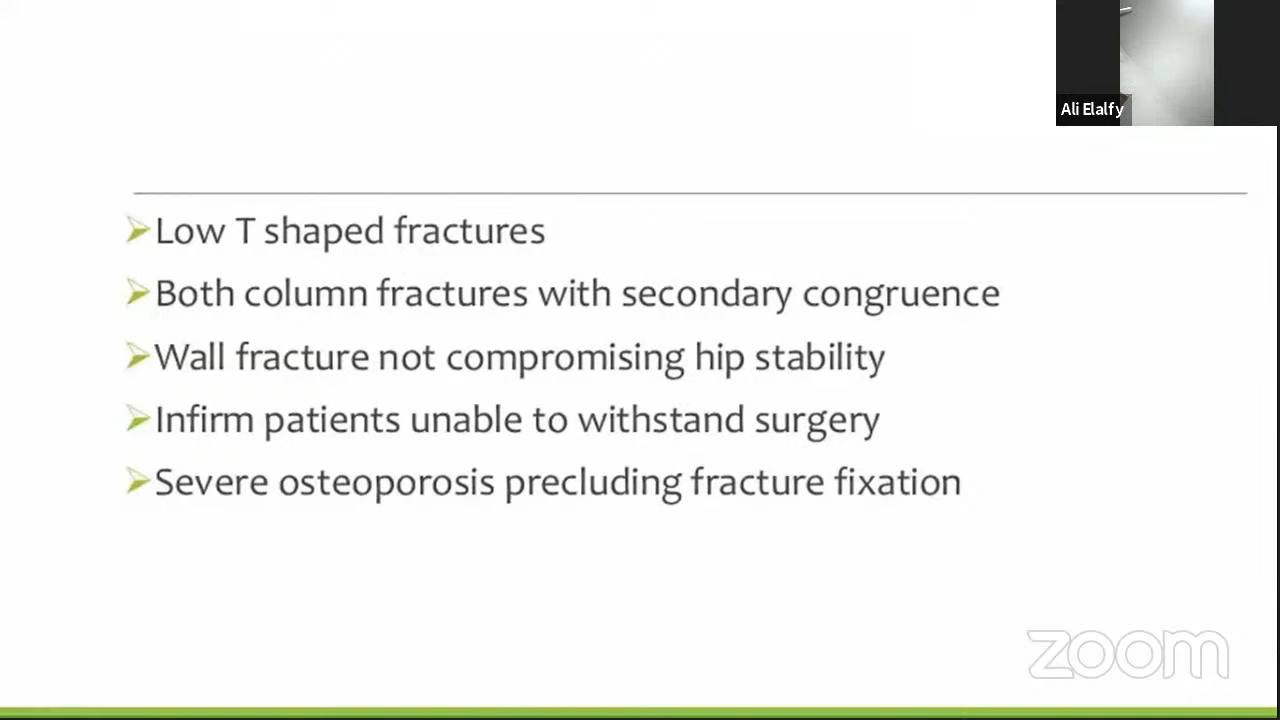 Ali Elalfy
Low T shaped fractures
Both column fractures with secondary congruence
Wall fracture not compromising hip stability
Infirm patients unable to withstand surgery
Severe osteoporosis precluding fracture fixation
zoom